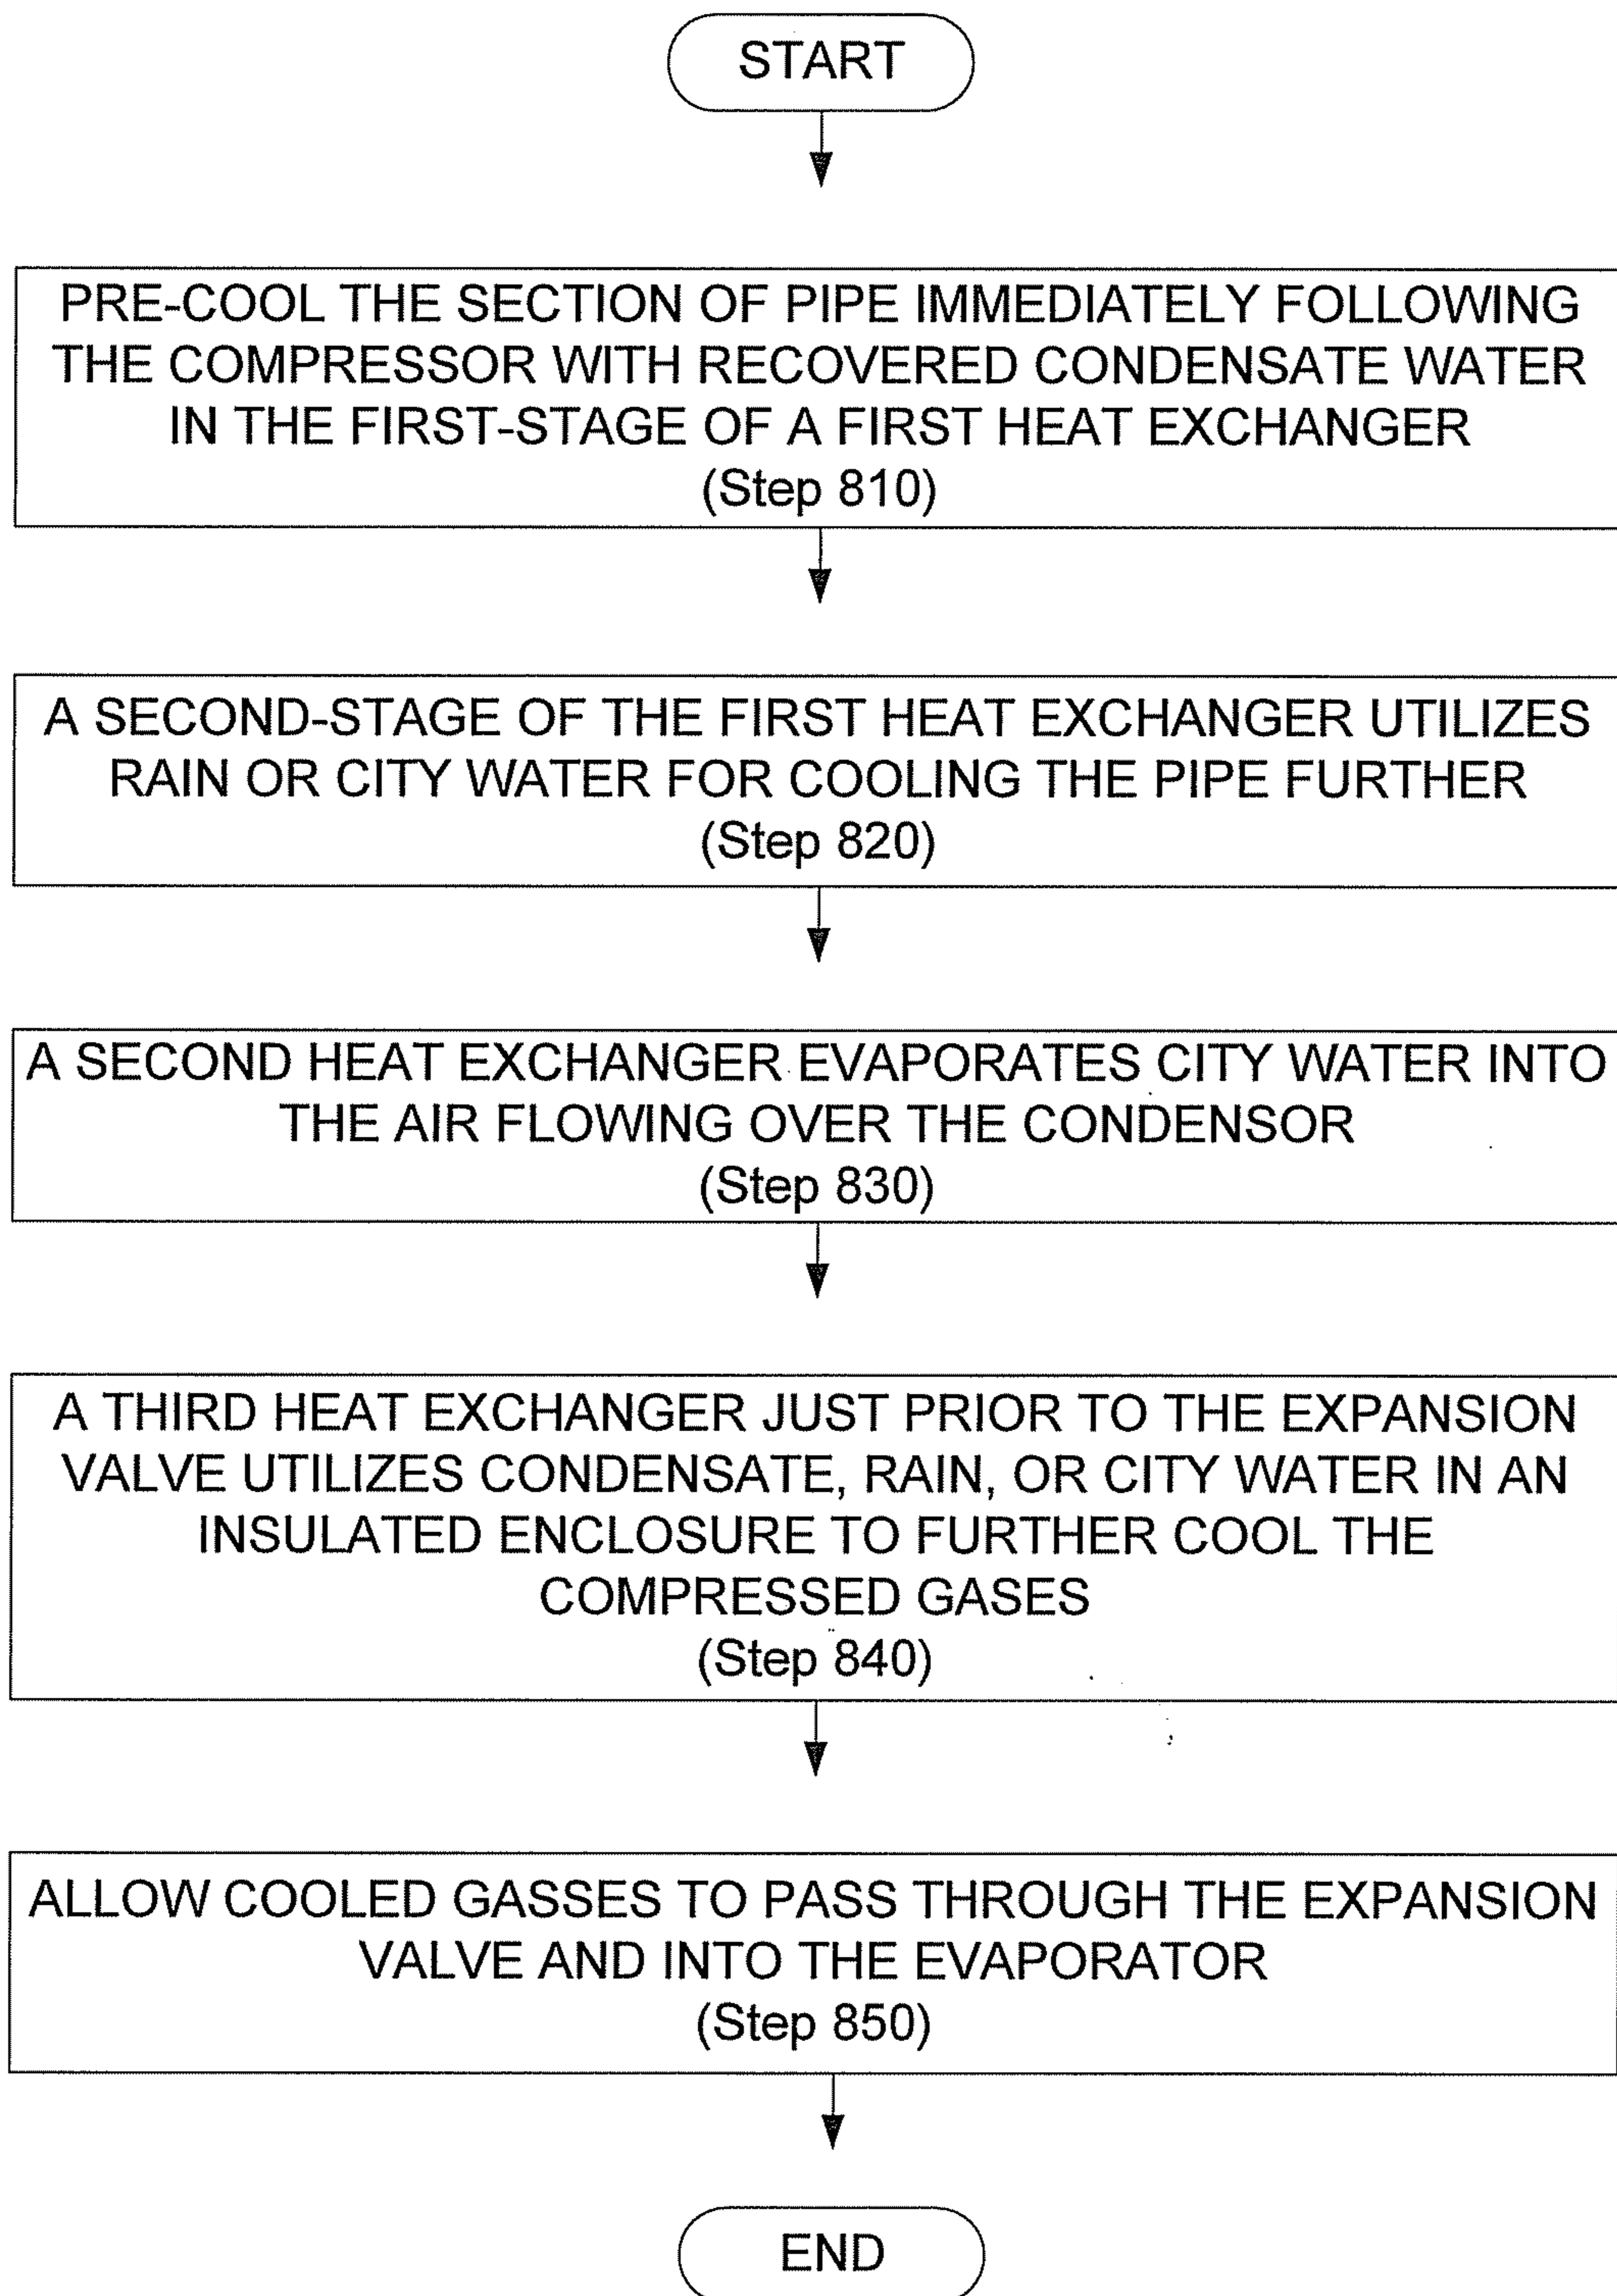 START
PRE-COOL THE SECTION OF PIPE IMMEDIATELY FOLLOWING
THE COMPRESSOR WITH RECOVERED CONDENSATE WATER
IN THE FIRST-STAGE OF A FIRST HEAT EXCHANGER
(Step 810)
A SECOND-STAGE OF THE FIRST HEAT EXCHANGER UTILIZES
RAIN OR CITY WATER FOR COOLING THE PIPE FURTHER
(Step 820)
A SECOND HEAT EXCHANGER EVAPORATES CITY WATER INTO
THE AIR FLOWING OVER THE CONDENSOR
(Step 830)
A THIRD HEAT EXCHANGER JUST PRIOR TO THE EXPANSION
VALVE UTILIZES CONDENSATE, RAIN, OR CITY WATER IN AN
INSULATED ENCLOSURE TO FURTHER COOL THE
COMPRESSED GASES
(Step 840)
ALLOW COOLED GASSES TO PASS THROUGH THE EXPANSION
VALVE AND INTO THE EVAPORATOR
(Step 850)
END